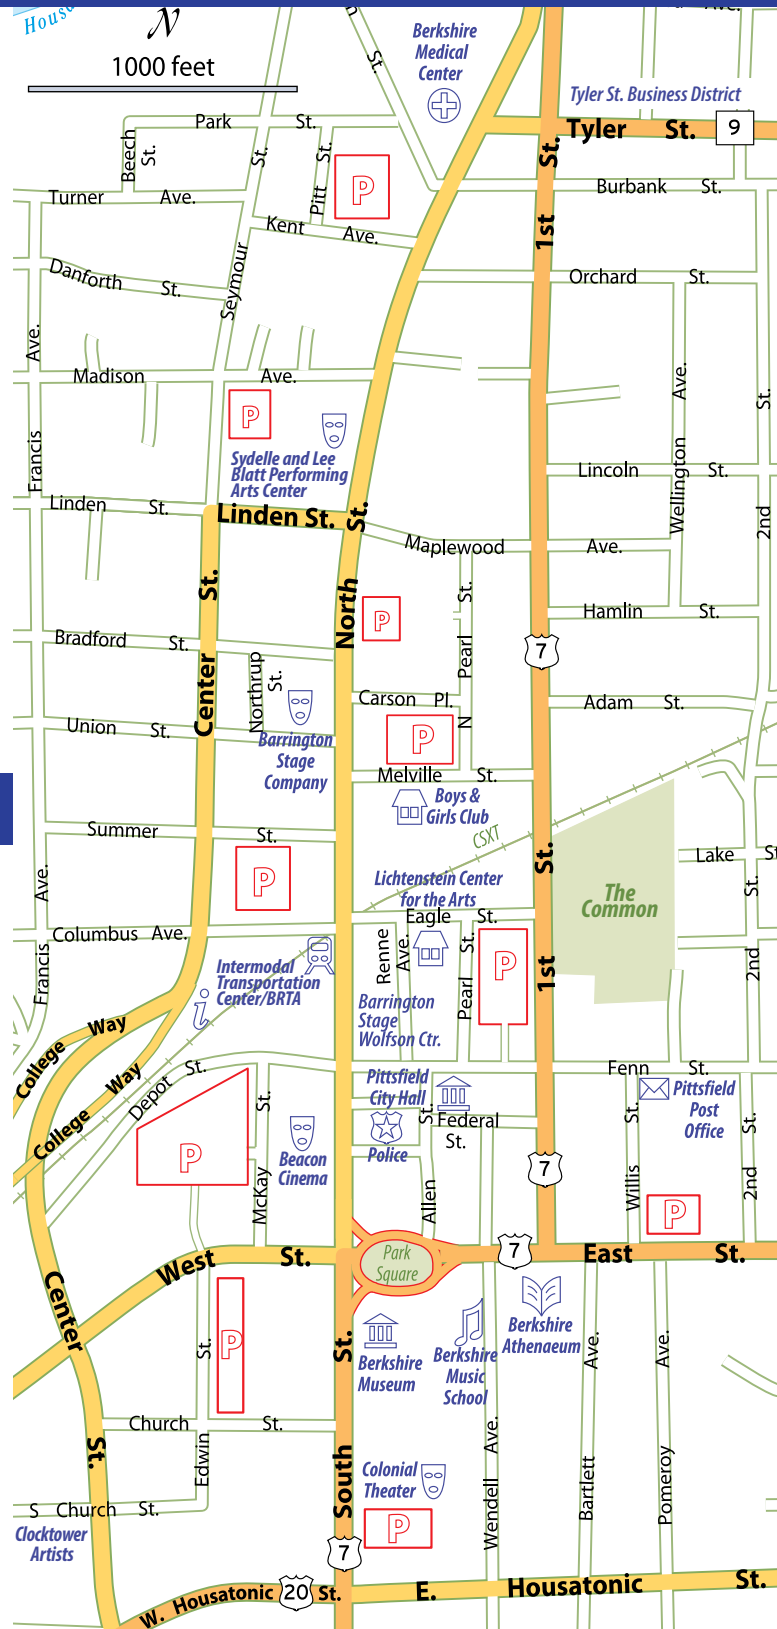 N
1000 feet
St.
Berkshire
Medical
Center
Tyler St. Business District
Tyler St.
9
Park St.
Beech
St.
St.
St.
Pitt
P
St.
1st
Burbank St.
Turner Ave.
Kent Ave.
Danforth St.
Seymour
Orchard St.
Ave.
Madison Ave.
Ave.
St.
P
Francis
Sydelle and Lee
Blatt Performing
Arts Center
Lincoln St.
Wellington
2nd
Linden St.
Linden St.
St.
Maplewood Ave.
St.
North
P
St.
Pearl
N
Hamlin St.
7
Bradford St.
Center
Northrup
St.
Carson Pl.
Adam St.
Union St.
Barrington
Stage
Company
P
Melville St.
Boys &
Girls Club
CSXT
Summer St.
St.
Lake St
Ave.
P
Lichtenstein Center
for the Arts
The
Common
St.
Eagle St.
Columbus Ave.
Renne
Ave.
St.
Pearl
P
1st
2nd
Francis
Intermodal
Transportation
Center/BRTA
i
Barrington
Stage
Wolfson Ctr.
College Way
Fenn St.
Depot St.
College Way
Pittsfield
City Hall
Pittsfield
Post
Office
St.
St.
Federal
St.
St.
St.
Police
P
Beacon
Cinema
McKay
Allen
7
Willis
2nd
P
West St.
Park
Square
7
East St.
Center
St.
P
St.
Berkshire
Museum
Berkshire
Music
School
Berkshire
Athenaeum
Ave.
Ave.
Church St.
Ave.
St.
Edwin
South
Colonial
Theater
Wendell
Bartlett
Pomeroy
S Church St.
Clocktower
Artists
P
7
W. Housatonic
20
St.
E. Housatonic St.